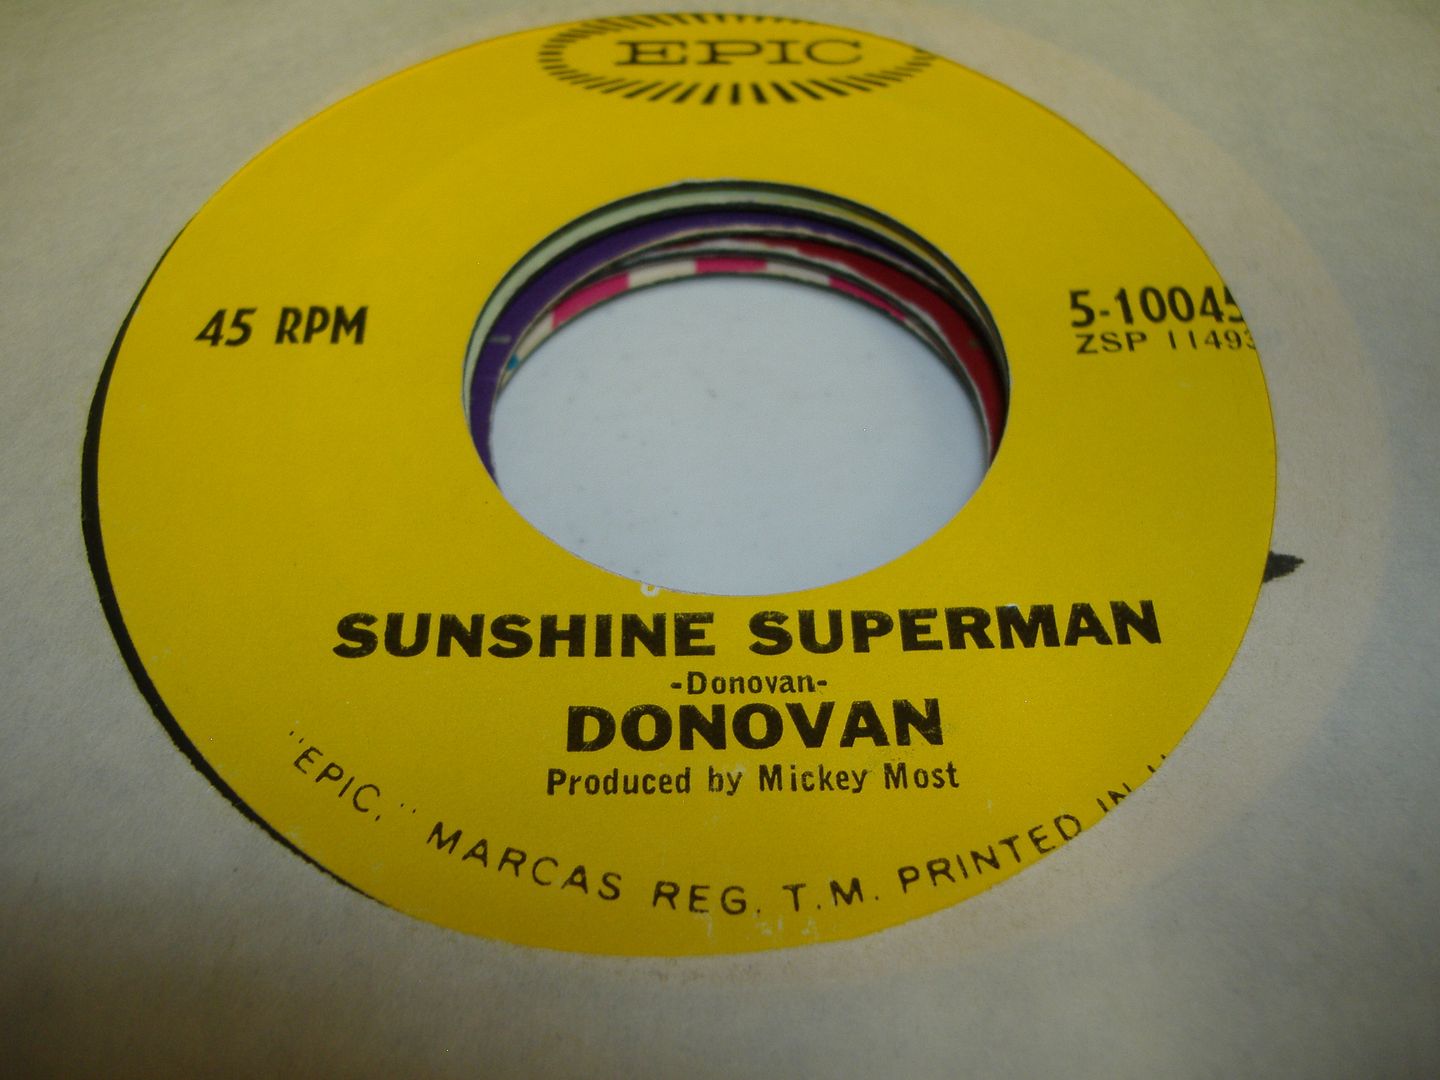 EPIC
45 RPM
5-10045
ZSP 11493
SUNSHINE SUPERMAN
-Donovan-
DONOVAN
Produced by Mickey Most
"EPIC," MARCAS REG. T.M. PRINTED IN